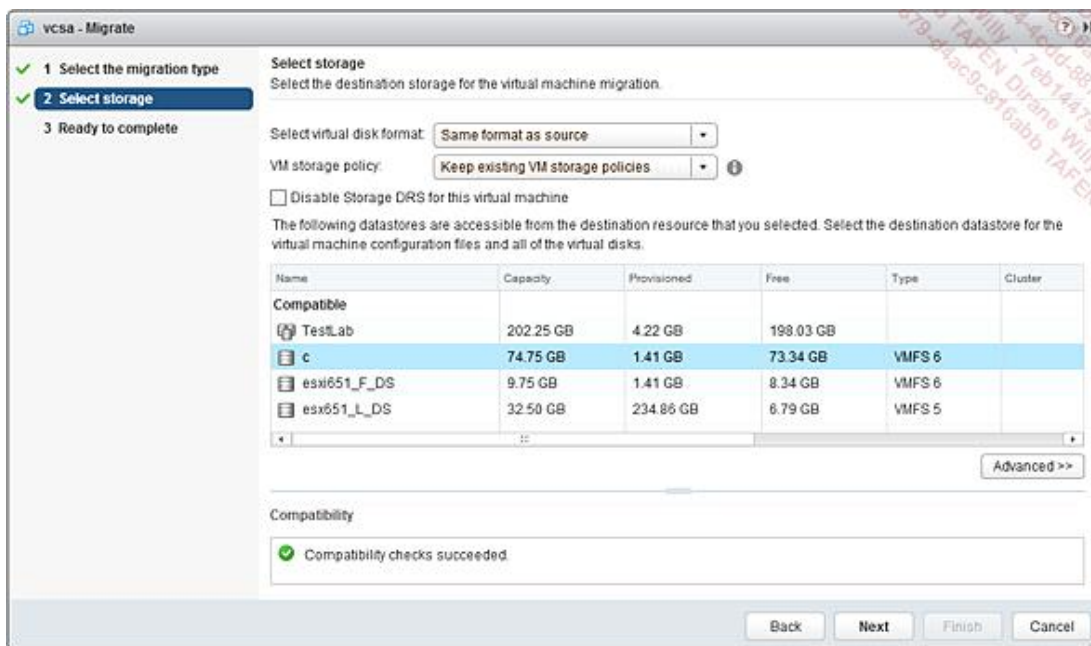 vcsa - Migrate
1 Select the migration type
2 Select storage
3 Ready to complete
Select storage
Select the destination storage for the virtual machine migration.
Select virtual disk format: Same format as source
VM storage policy: Keep existing VM storage policies
Disable Storage DRS for this virtual machine
The following datastores are accessible from the destination resource that you selected. Select the destination datastore for the
virtual machine configuration files and all of the virtual disks.
Name Capacity Provisioned Free Type Cluster
Compatible
TestLab 202.25 GB 4.22 GB 198.03 GB
c 74.75 GB 1.41 GB 73.34 GB VMFS 6
esxi651_F_DS 9.75 GB 1.41 GB 8.34 GB VMFS 6
esx651_L_DS 32.50 GB 234.86 GB 6.79 GB VMFS 5
Advanced >>
Compatibility
Compatibility checks succeeded.
Back Next Finish Cancel